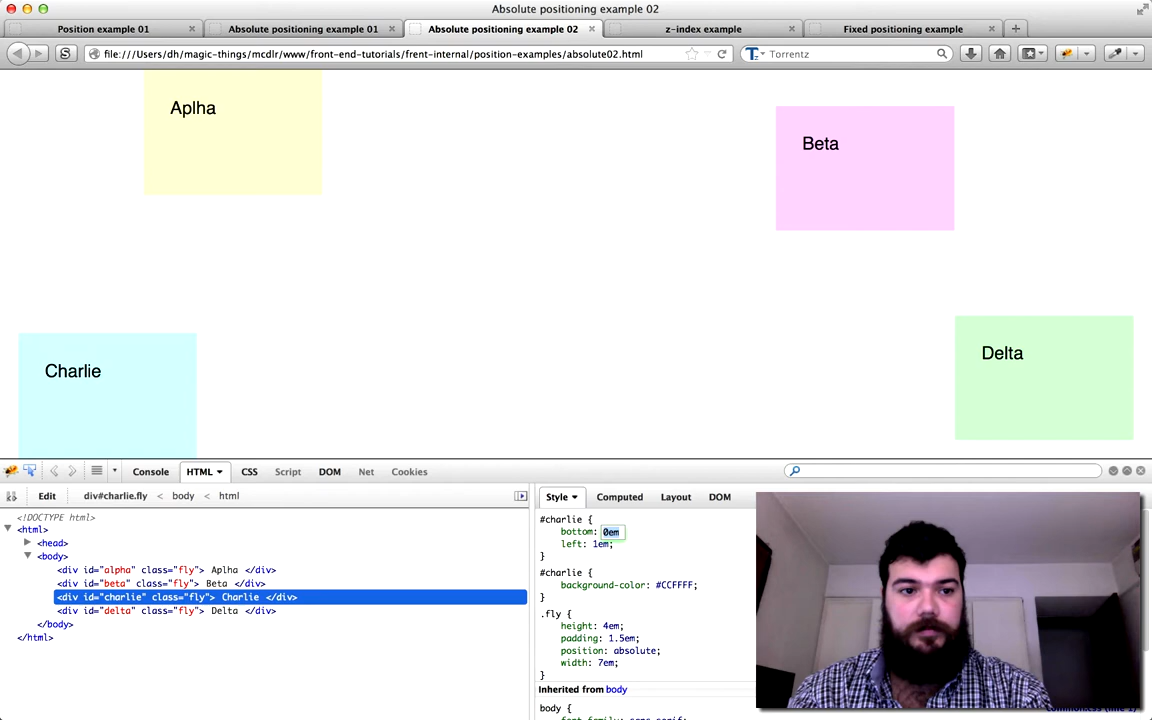 Absolute positioning example 02
Position example 01
Absolute positioning example 01
Absolute positioning example 02
z-index example
Fixed positioning example
file:///Users/dh/magic-things/mcdlr/www/front-end-tutorials/frent-internal/position-examples/absolute02.html
Torrentz
Aplha
Beta
Charlie
Delta
Console
HTML
CSS
Script
DOM
Net
Cookies
Edit
div#charlie.fly < body < html
Style
Computed
Layout
DOM
<!DOCTYPE html>
<html>
<head>
<body>
<div id="alpha" class="fly"> Aplha </div>
<div id="beta" class="fly"> Beta </div>
<div id="charlie" class="fly"> Charlie </div>
<div id="delta" class="fly"> Delta </div>
</body>
</html>
#charlie {
bottom: 0em
left: 1em;
}
#charlie {
background-color: #CCFFFF;
}
.fly {
height: 4em;
padding: 1.5em;
position: absolute;
width: 7em;
}
Inherited from body
body {